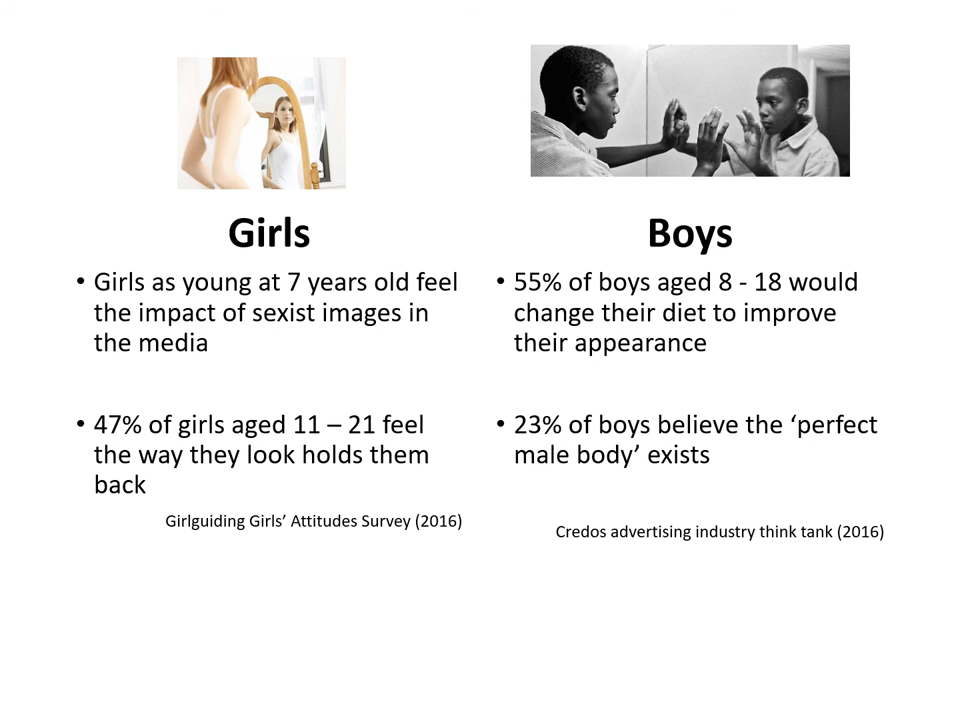 Girls
• Girls as young at 7 years old feel
the impact of sexist images in
the media
• 47% of girls aged 11 – 21 feel
the way they look holds them
back
Girlguiding Girls’ Attitudes Survey (2016)
Boys
• 55% of boys aged 8 - 18 would
change their diet to improve
their appearance
• 23% of boys believe the ‘perfect
male body’ exists
Credos advertising industry think tank (2016)